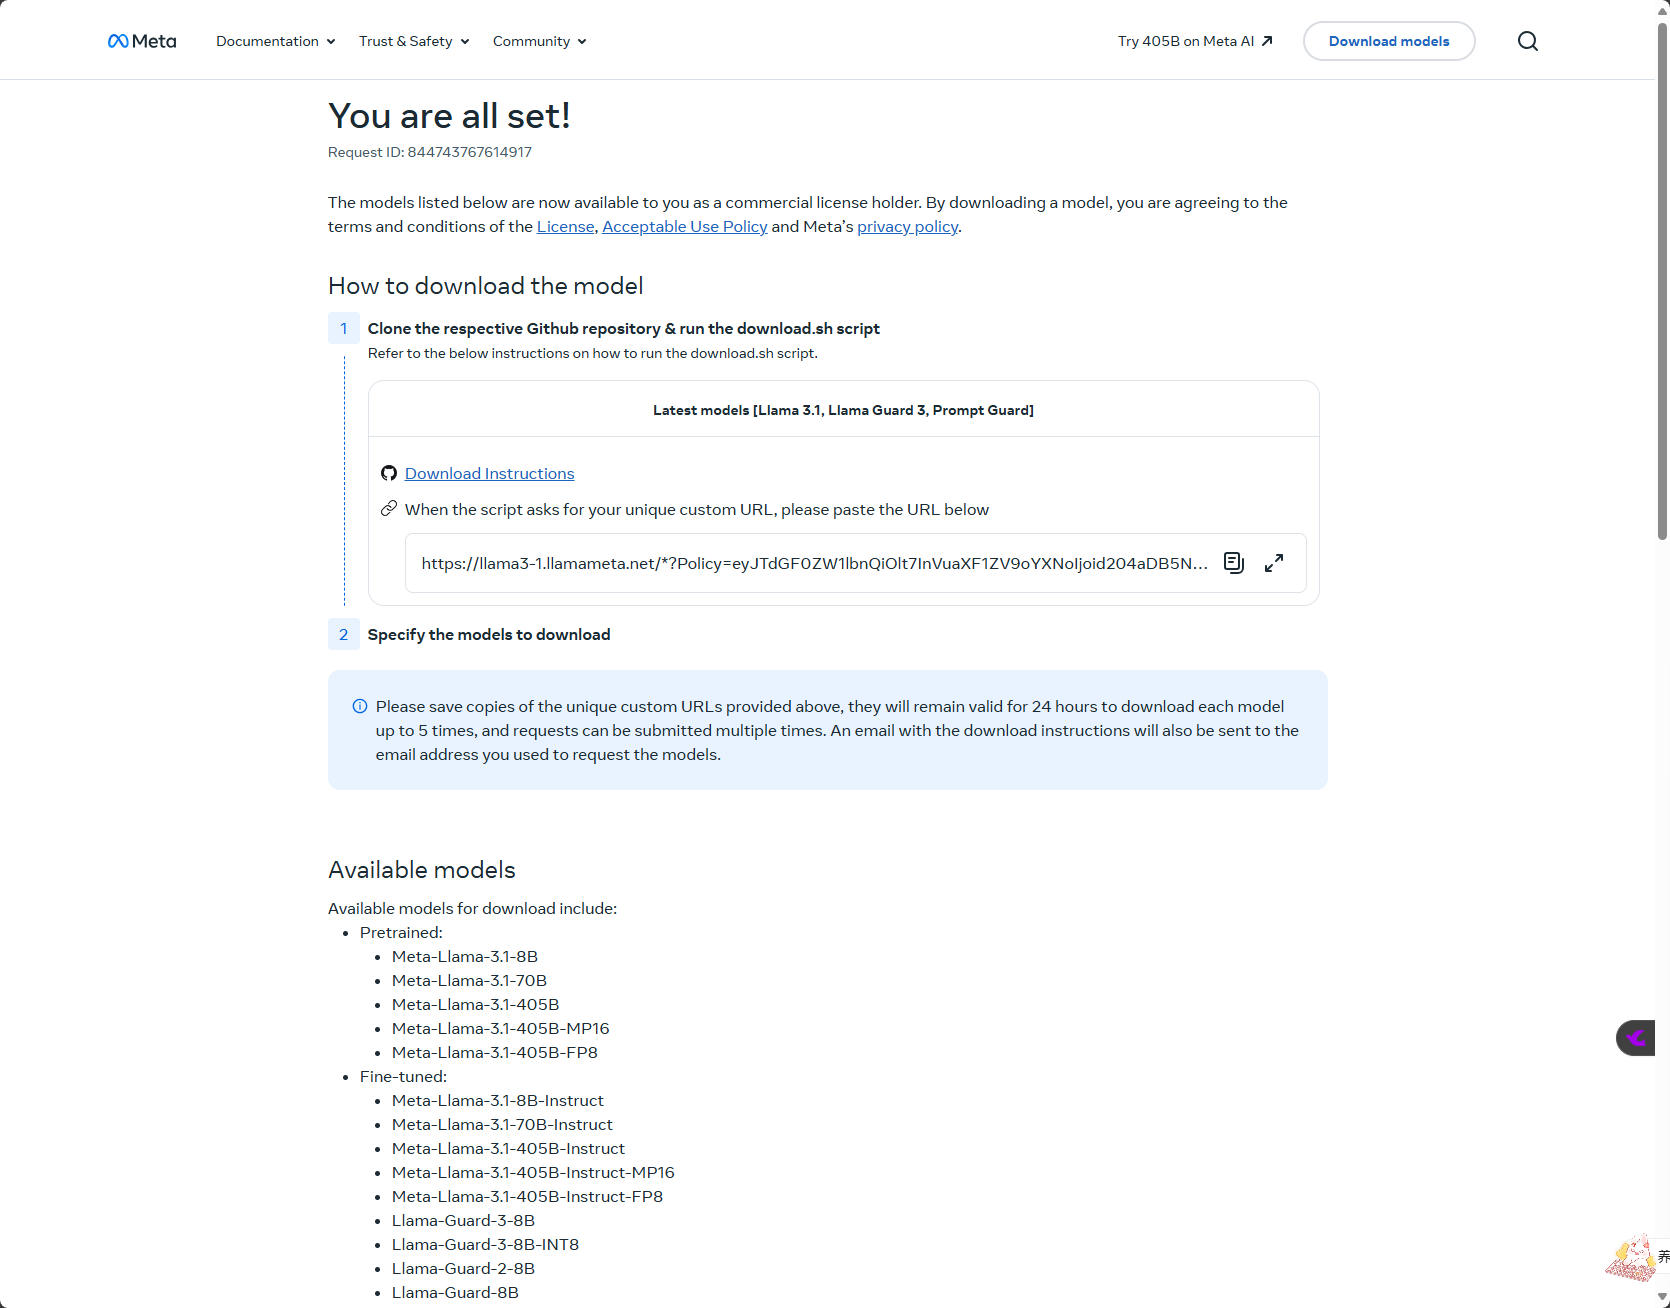 Meta Documentation Trust & Safety Community Try 405B on Meta AI Download models
You are all set!
Request ID: 844743767614917
The models listed below are now available to you as a commercial license holder. By downloading a model, you are agreeing to the
terms and conditions of the License, Acceptable Use Policy and Meta’s privacy policy.
How to download the model
1 Clone the respective Github repository & run the download.sh script
Refer to the below instructions on how to run the download.sh script.
Latest models [Llama 3.1, Llama Guard 3, Prompt Guard]
Download Instructions
When the script asks for your unique custom URL, please paste the URL below
https://llama3-1.llamameta.net/*?Policy=eyJTdGF0ZW1lbnQiOlt7InVuaXF1ZV9oYXNoIjoid204aDB5N...
2 Specify the models to download
Please save copies of the unique custom URLs provided above, they will remain valid for 24 hours to download each model
up to 5 times, and requests can be submitted multiple times. An email with the download instructions will also be sent to the
email address you used to request the models.
Available models
Available models for download include:
Pretrained:
Meta-Llama-3.1-8B
Meta-Llama-3.1-70B
Meta-Llama-3.1-405B
Meta-Llama-3.1-405B-MP16
Meta-Llama-3.1-405B-FP8
Fine-tuned:
Meta-Llama-3.1-8B-Instruct
Meta-Llama-3.1-70B-Instruct
Meta-Llama-3.1-405B-Instruct
Meta-Llama-3.1-405B-Instruct-MP16
Meta-Llama-3.1-405B-Instruct-FP8
Llama-Guard-3-8B
Llama-Guard-3-8B-INT8
养
Llama-Guard-2-8B
Llama-Guard-8B